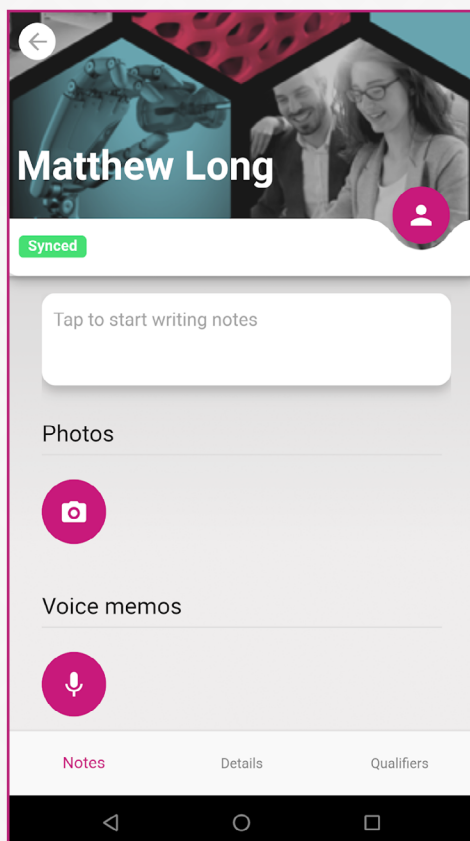 Matthew Long
Synced
Tap to start writing notes
Photos
Voice memos
Notes
Details
Qualifiers